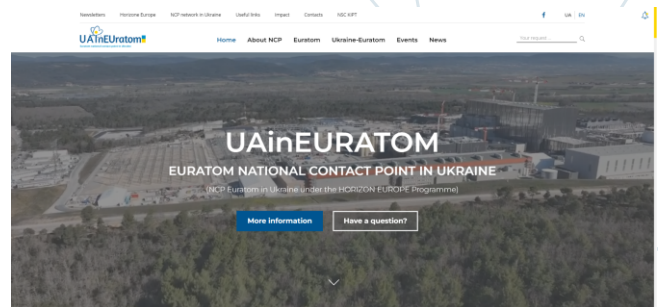 Newsletters Horizone Europe NCP network in Ukraine Useful links Impact Contacts NSC KIPT f UA EN
UAinEUratom
Home About NCP Euratom Ukraine-Euratom Events News Your request ...
UAinEURATOM
EURATOM NATIONAL CONTACT POINT IN UKRAINE
(NCP Euratom in Ukraine under the HORIZON EUROPE Programme)
More information Have a question?